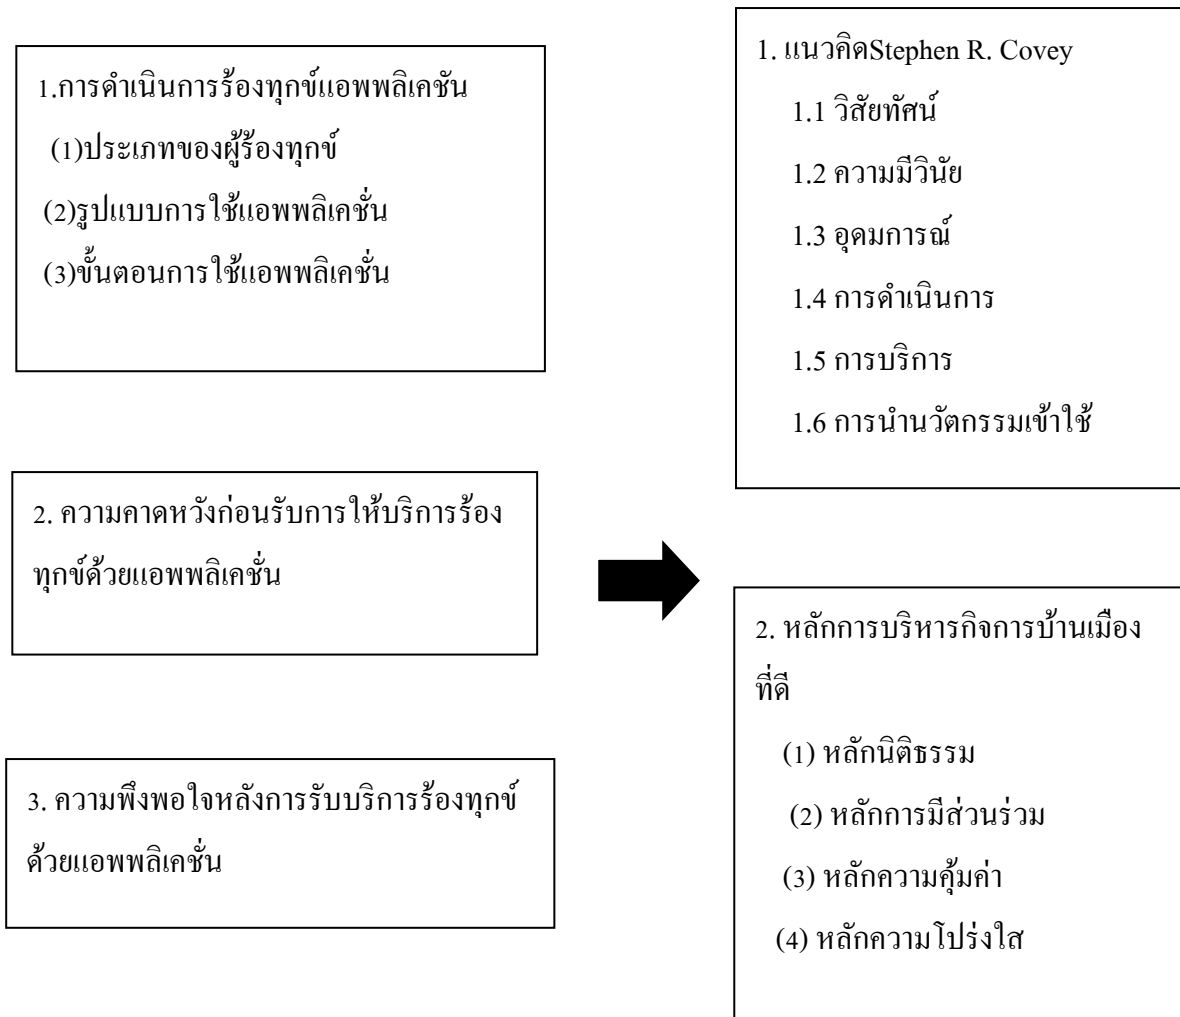 1.การดำเนินการร้องทุกข์แอพพลิเคชัน
(1)ประเภทของผู้ร้องทุกข์
(2)รูปแบบการใช้แอพพลิเคชั่น
(3)ขั้นตอนการใช้แอพพลิเคชั่น
2. ความคาดหวังก่อนรับการให้บริการร้อง
ทุกข์ด้วยแอพพลิเคชั่น
3. ความพึงพอใจหลังการรับบริการร้องทุกข์
ด้วยแอพพลิเคชั่น
1. แนวคิดStephen R. Covey
1.1 วิสัยทัศน์
1.2 ความมีวินัย
1.3 อุดมการณ์
1.4 การดำเนินการ
1.5 การบริการ
1.6 การนำนวัตกรรมเข้าใช้
2. หลักการบริหารกิจการบ้านเมือง
ที่ดี
(1) หลักนิติธรรม
(2) หลักการมีส่วนร่วม
(3) หลักความคุ้มค่า
(4) หลักความโปร่งใส